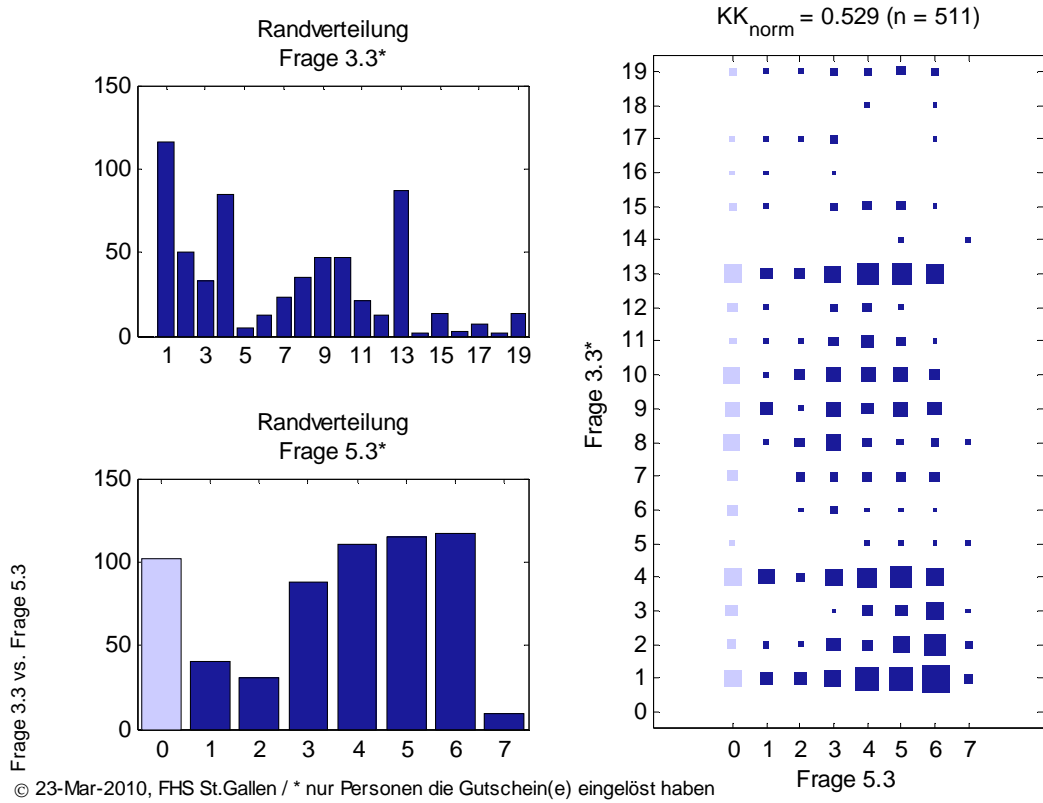 Randverteilung
Frage 3.3*
150
100
50
0
1 3 5 7 9 11 13 15 17 19
Randverteilung
Frage 5.3*
150
100
50
0
0 1 2 3 4 5 6 7
Frage 3.3 vs. Frage 5.3
KKnorm = 0.529 (n = 511)
19
18
17
16
15
14
13
12
11
10
9
8
7
6
5
4
3
2
1
0
Frage 3.3*
0 1 2 3 4 5 6 7
Frage 5.3
© 23-Mar-2010, FHS St.Gallen / * nur Personen die Gutschein(e) eingelöst haben